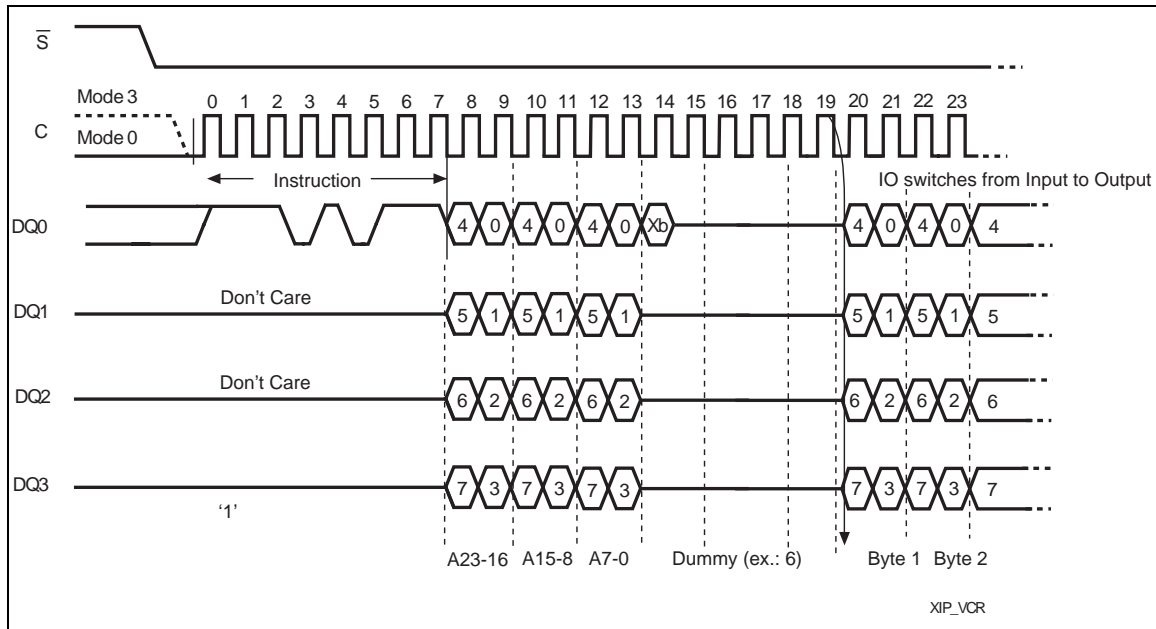 S
Mode 3
C
Mode 0
0 1 2 3 4 5 6 7 8 9 10 11 12 13 14 15 16 17 18 19 20 21 22 23
Instruction
IO switches from Input to Output
DQ0
4 0 4 0 4 0 Xb 4 0 4 0 4
DQ1
Don't Care
5 1 5 1 5 1 5 1 5 1 5
DQ2
Don't Care
6 2 6 2 6 2 6 2 6 2 6
DQ3
‘1’
7 3 7 3 7 3 7 3 7 3 7
A23-16 A15-8 A7-0 Dummy (ex.: 6) Byte 1 Byte 2
XIP_VCR